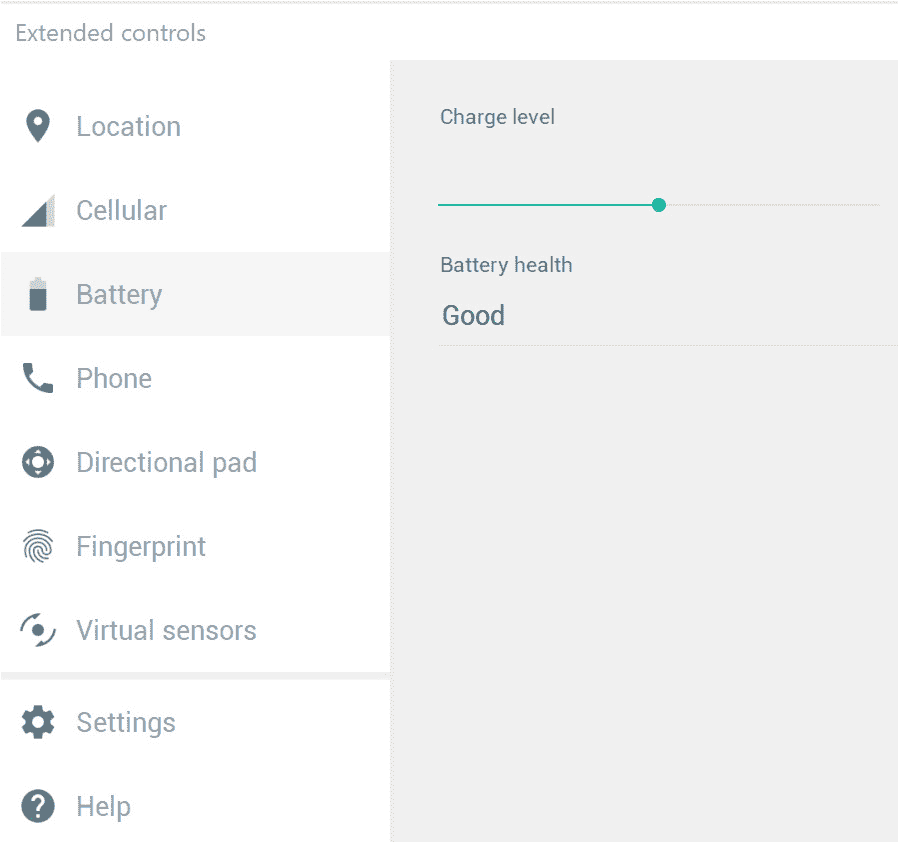 Extended controls
Location
Cellular
Battery
Phone
Directional pad
Fingerprint
Virtual sensors
Settings
Help
Charge level
Battery health
Good